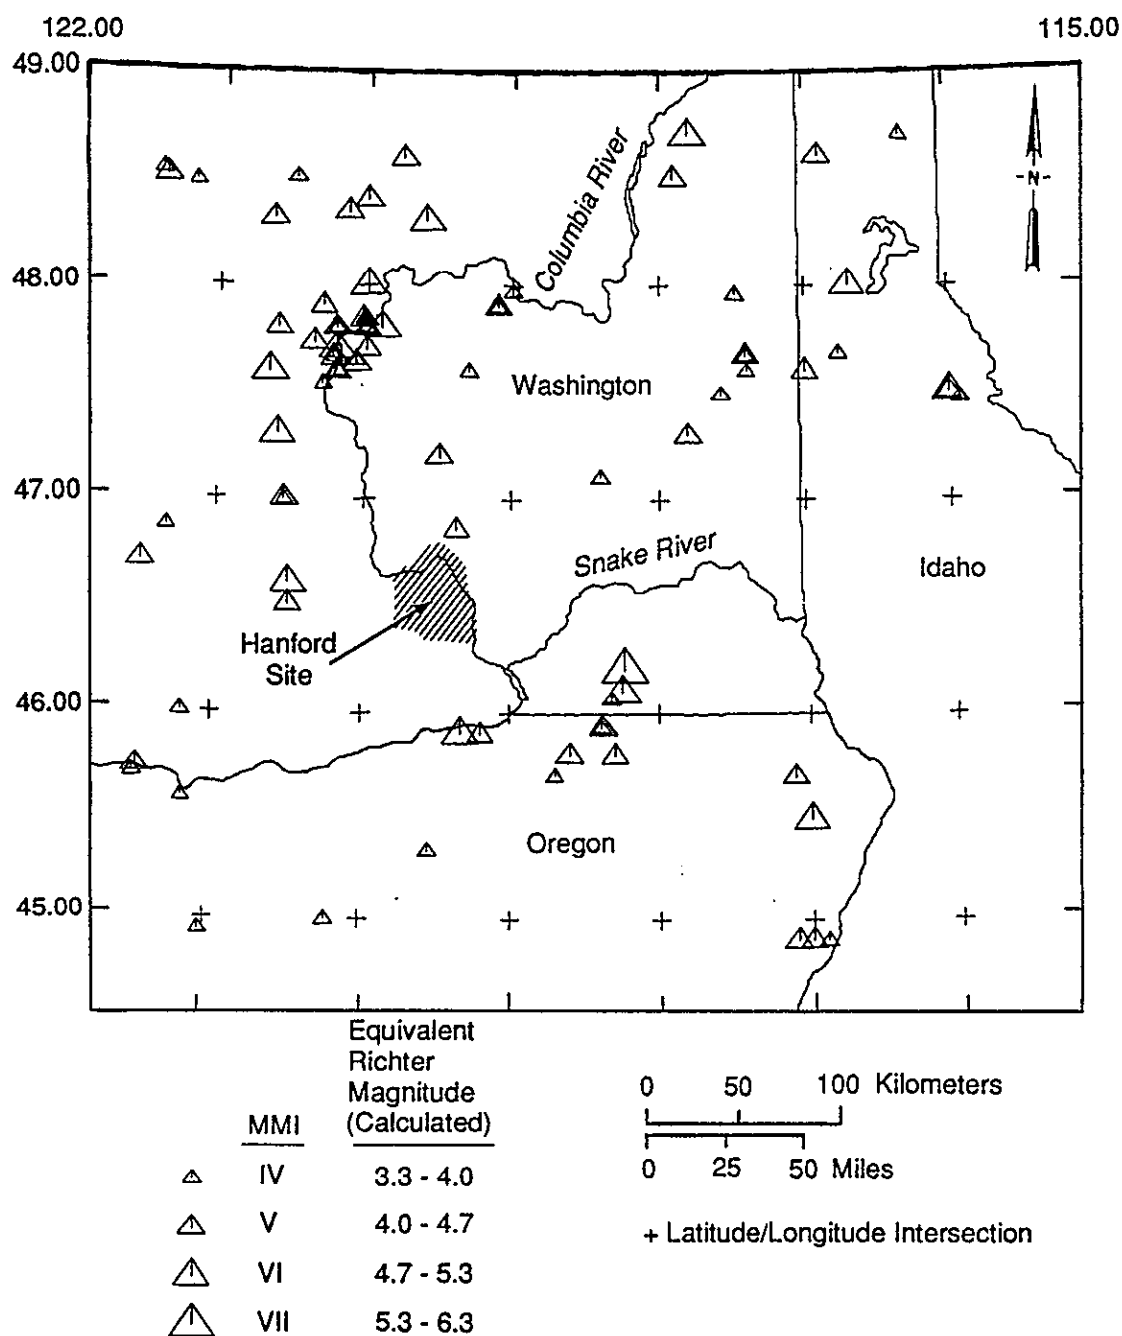 122.00
115.00
49.00
N
Columbia River
48.00
Washington
47.00
Snake River
Idaho
Hanford
Site
46.00
Oregon
45.00
Equivalent
Richter
Magnitude
MMI (Calculated)
IV 3.3 - 4.0
V 4.0 - 4.7
VI 4.7 - 5.3
VII 5.3 - 6.3
0 50 100 Kilometers
0 25 50 Miles
+ Latitude/Longitude Intersection